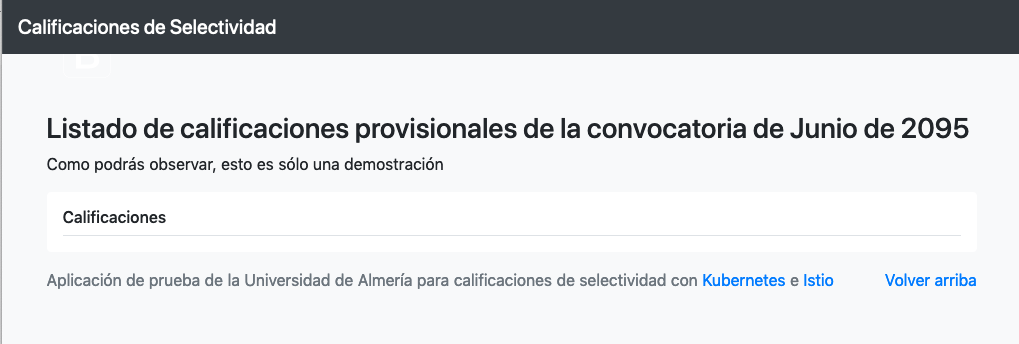 Calificaciones de Selectividad
B
Listado de calificaciones provisionales de la convocatoria de Junio de 2095
Como podrás observar, esto es sólo una demostración
Calificaciones
Aplicación de prueba de la Universidad de Almería para calificaciones de selectividad con Kubernetes e Istio
Volver arriba